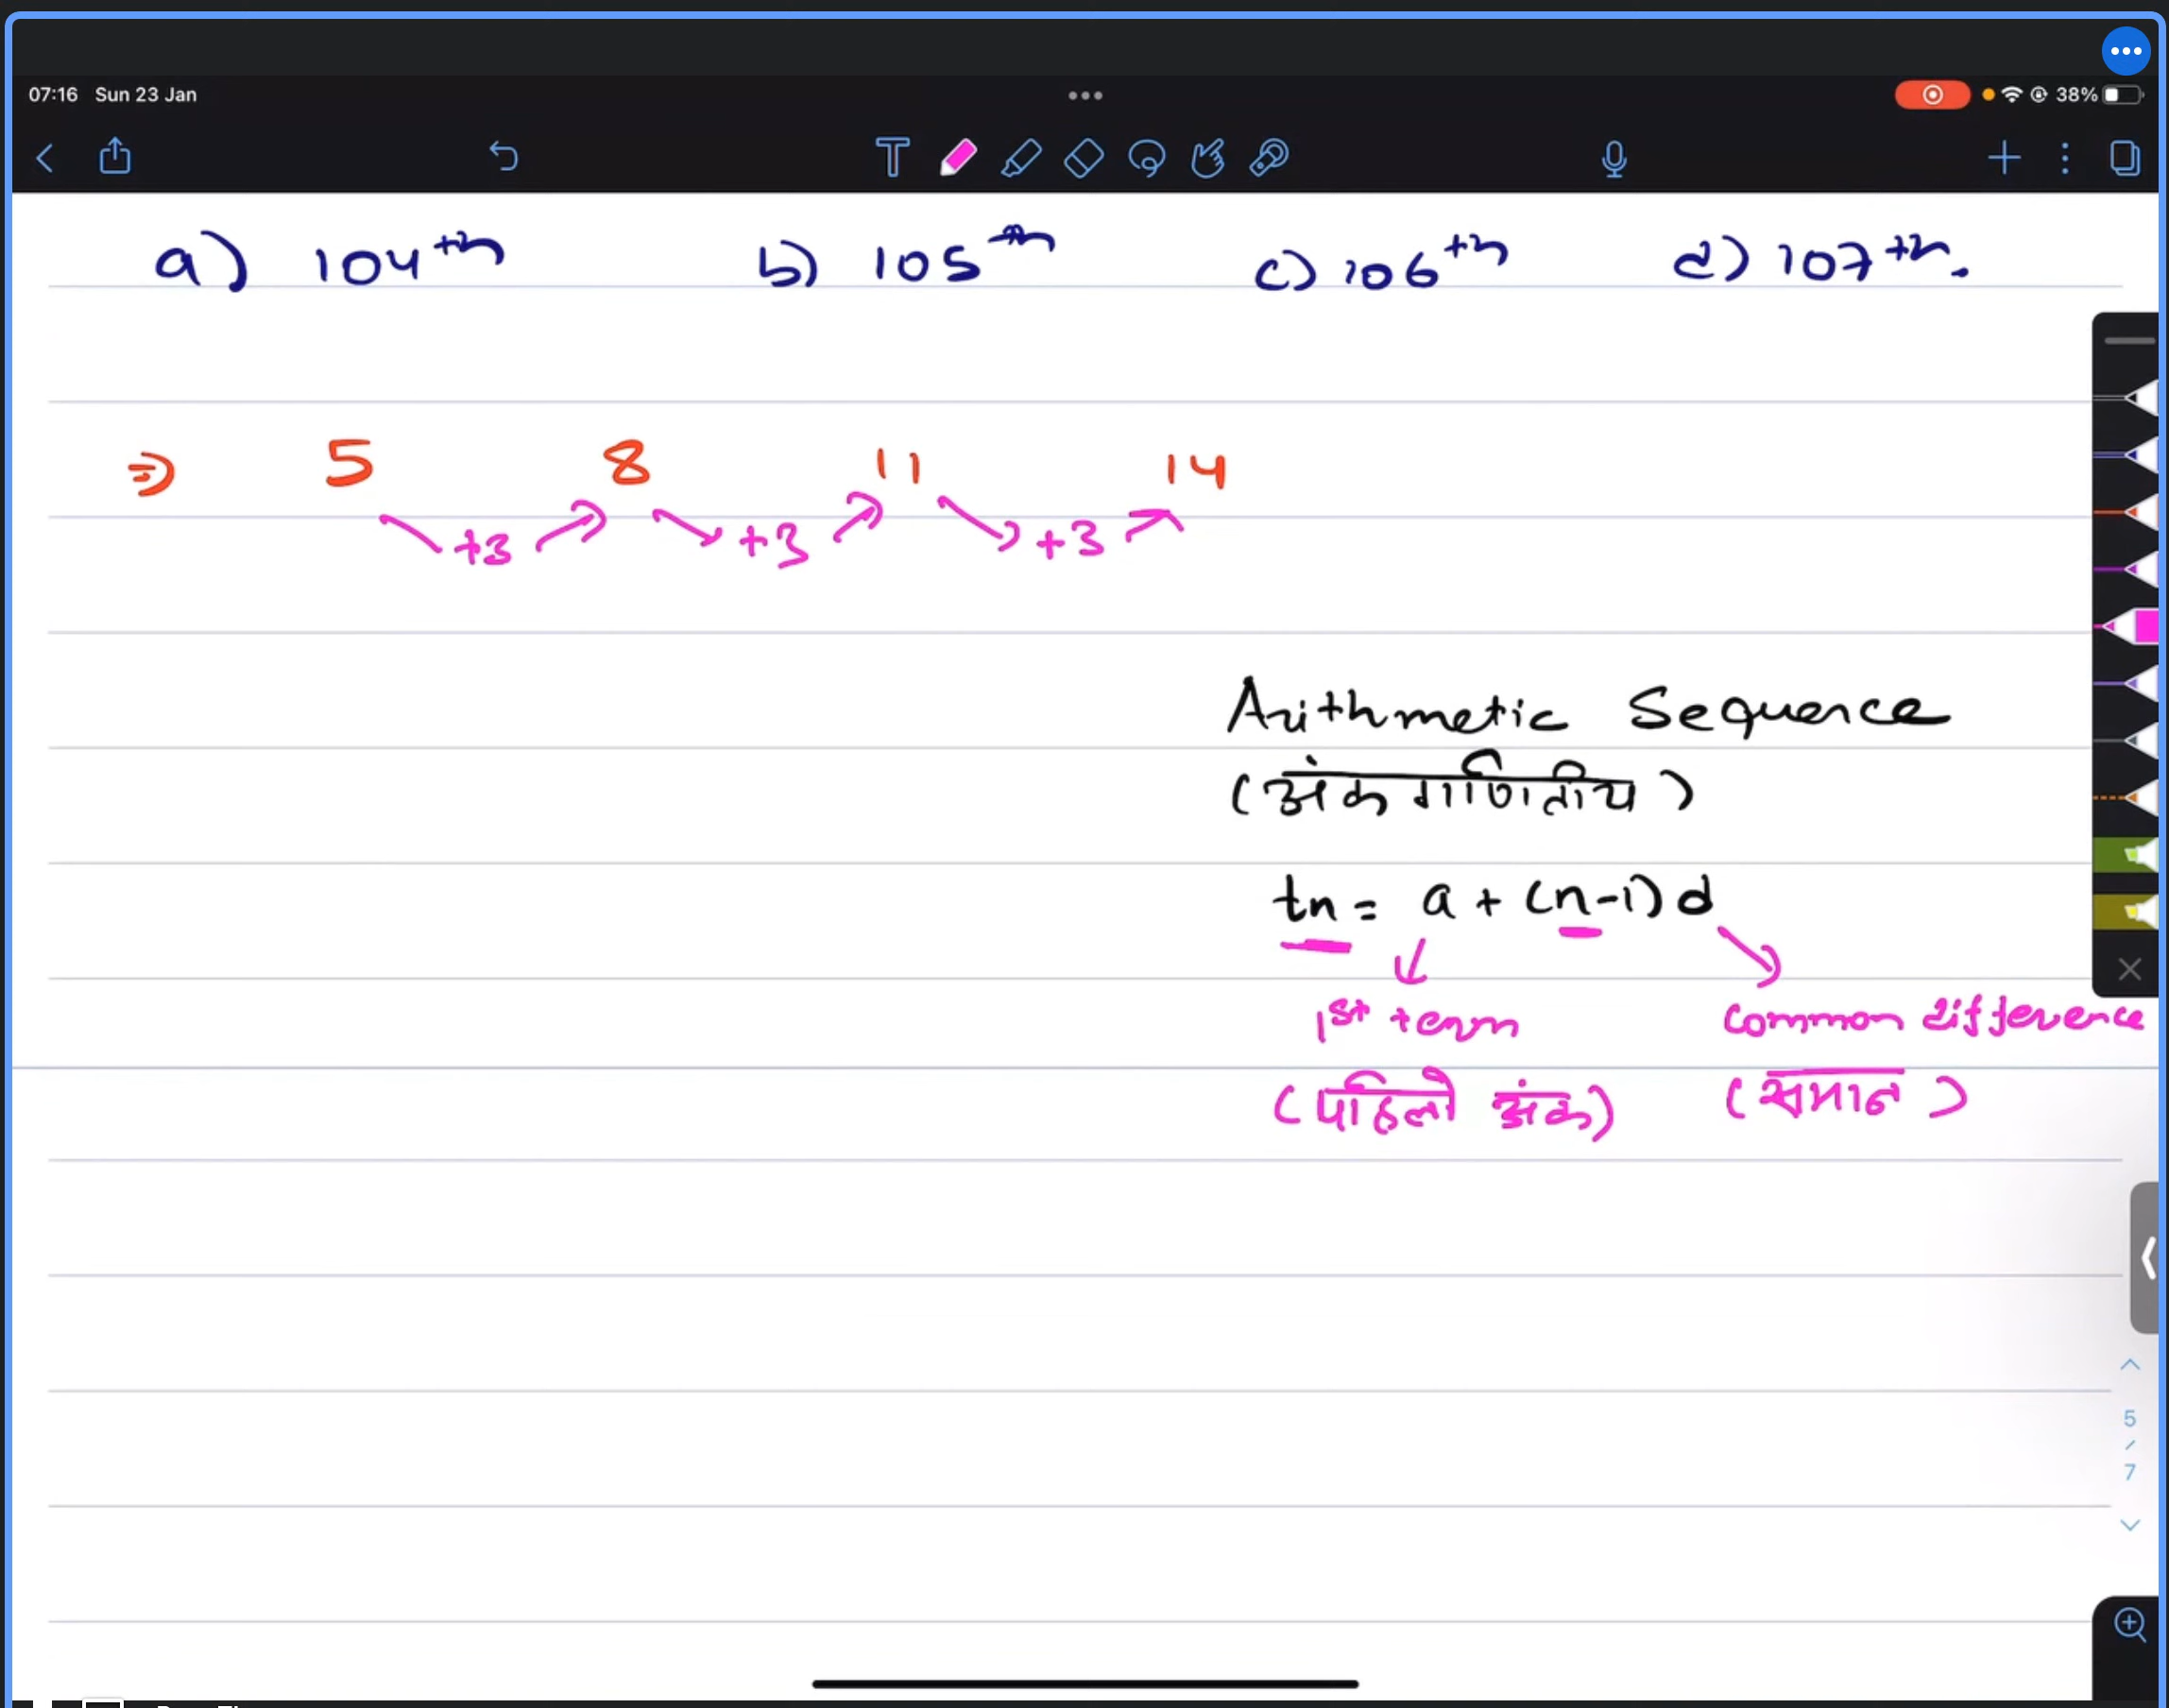 07:16 Sun 23 Jan
38%
a) 104th b) 105th c) 106th d) 107th.
⇒ 5 8 11 14
+3 +3 +3
Arithmetic Sequence
(अंकगणितीय)
tn = a + (n-1)d
1st term common difference
(पहिलो अंक) (समान)
5
/
7